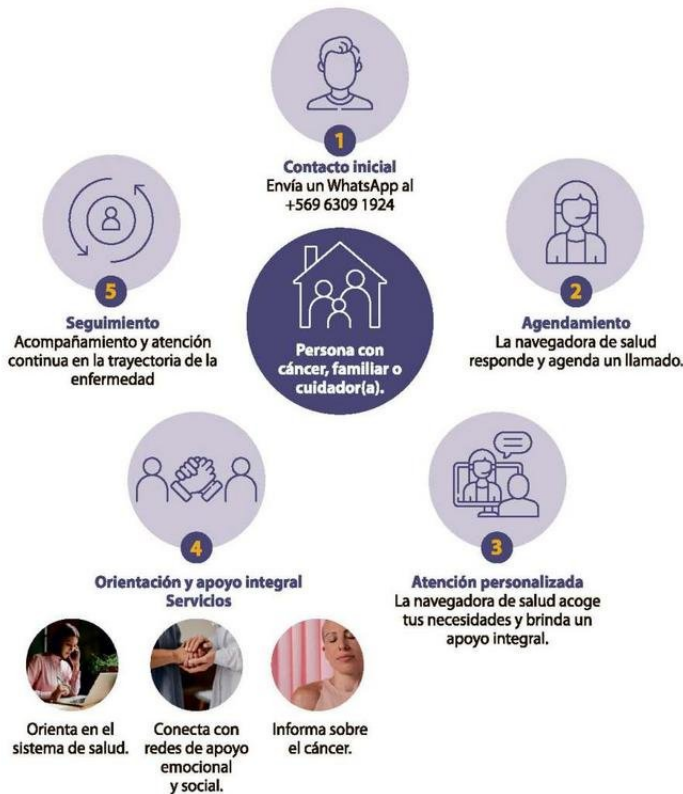 1
Contacto inicial
Envía un WhatsApp al
+569 6309 1924
2
Agendamiento
La navegadora de salud
responde y agenda un llamado.
3
Atención personalizada
La navegadora de salud acoge
tus necesidades y brinda un
apoyo integral.
4
Orientación y apoyo integral
Servicios
Orienta en el
sistema de salud.
Conecta con
redes de apoyo
emocional
y social.
Informa sobre
el cáncer.
5
Seguimiento
Acompañamiento y atención
continua en la trayectoria de la
enfermedad
Persona con
cáncer, familiar o
cuidador(a).